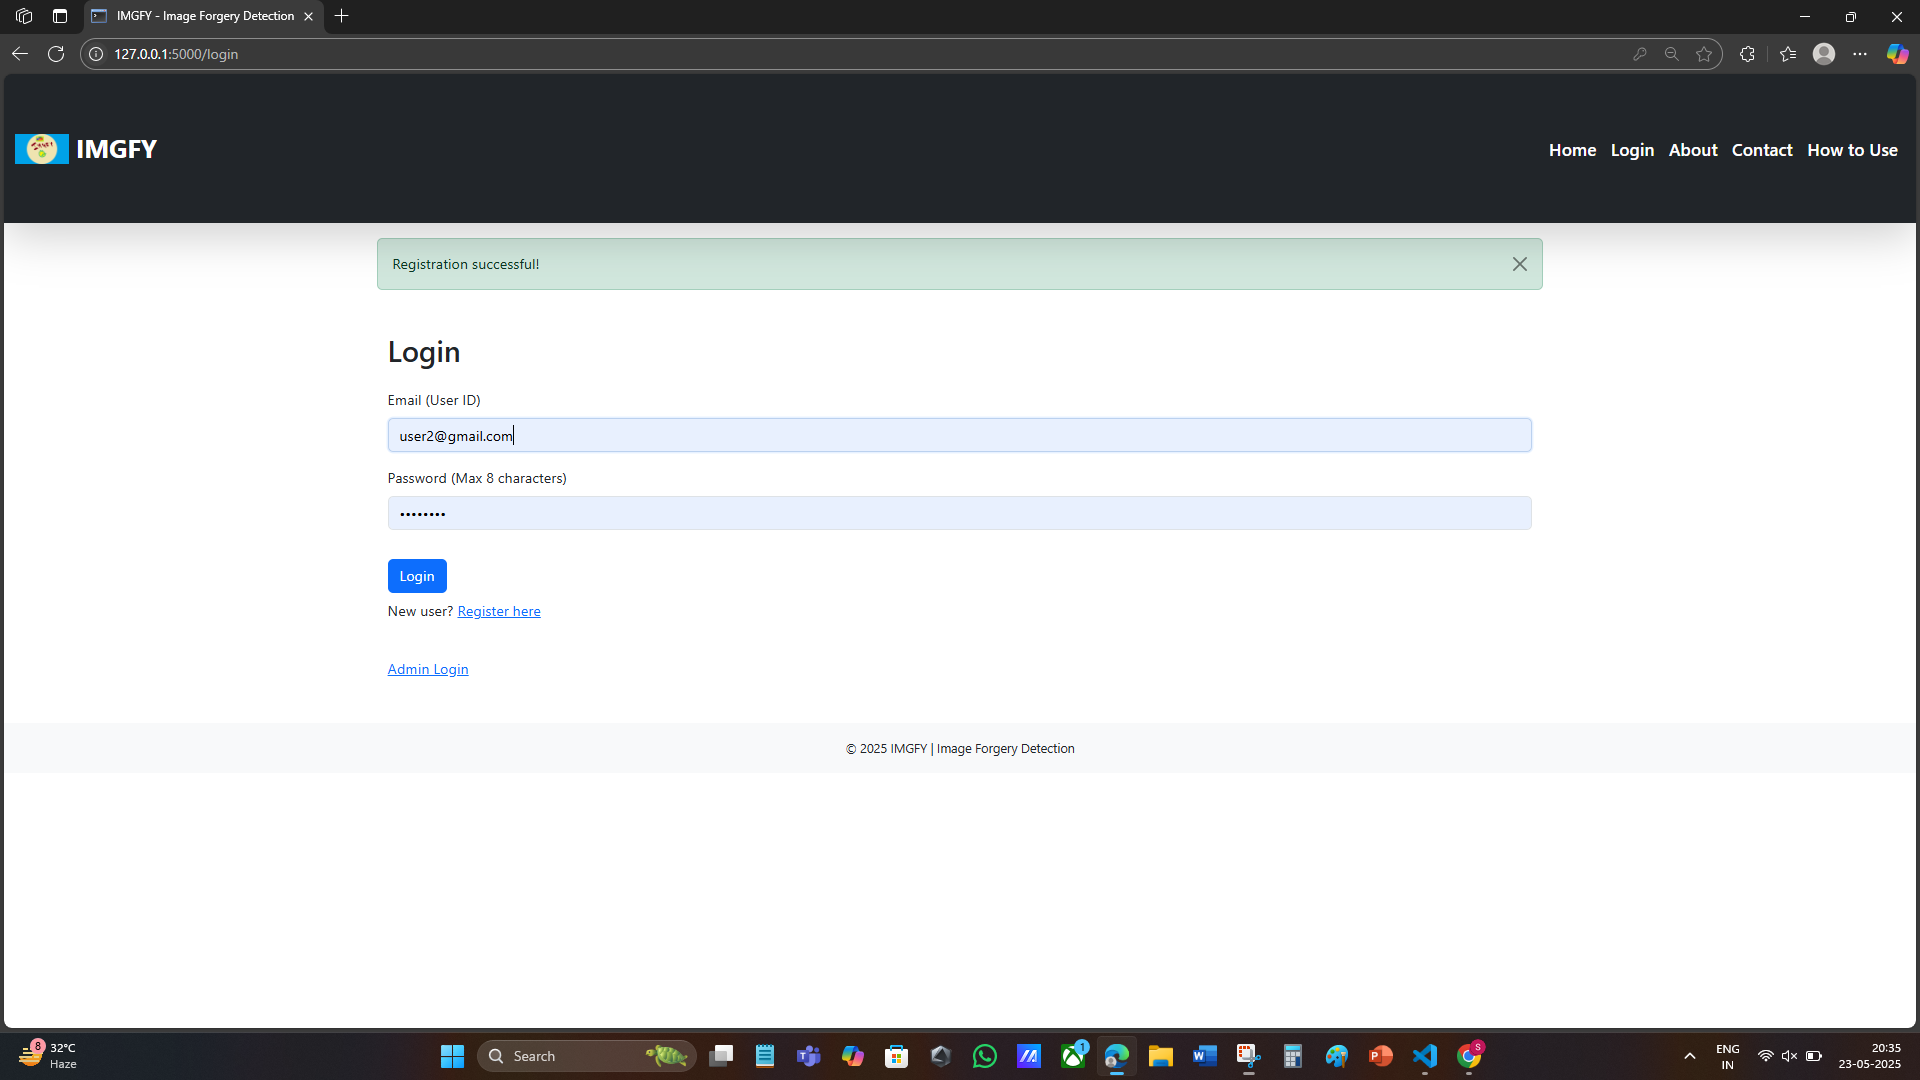 IMGFY - Image Forgery Detection
127.0.0.1:5000/login
IMGFY
Home Login About Contact How to Use
Registration successful!
Login
Email (User ID)
user2@gmail.com
Password (Max 8 characters)
••••••••
Login
New user? Register here
Admin Login
© 2025 IMGFY | Image Forgery Detection
8
32°C
Haze
Search
1
S
ENG
IN
20:35
23-05-2025